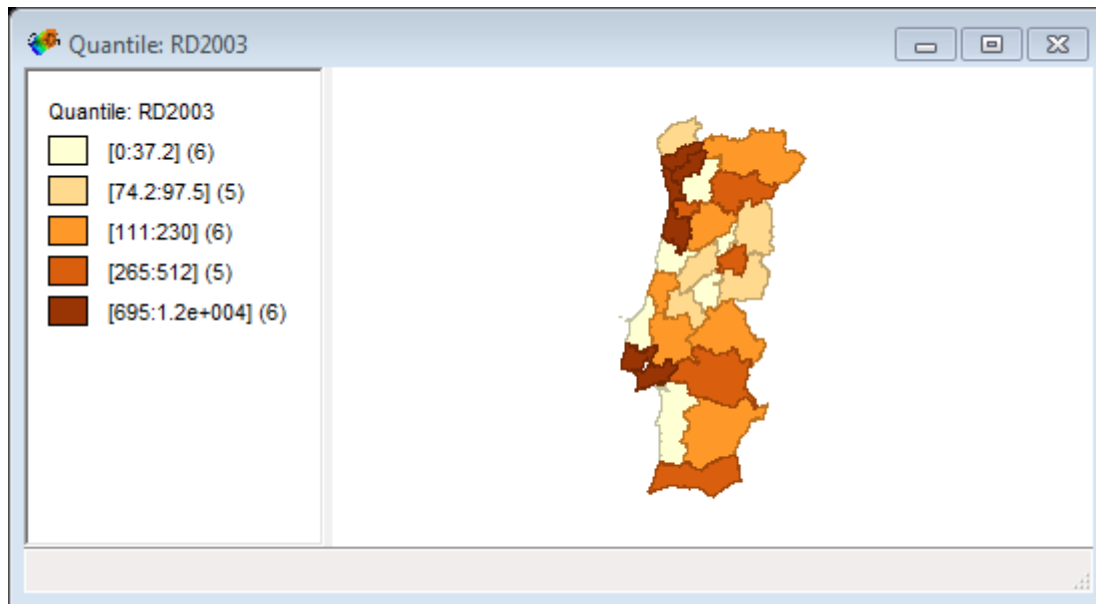 Quantile: RD2003
Quantile: RD2003
[0:37.2] (6)
[74.2:97.5] (5)
[111:230] (6)
[265:512] (5)
[695:1.2e+004] (6)